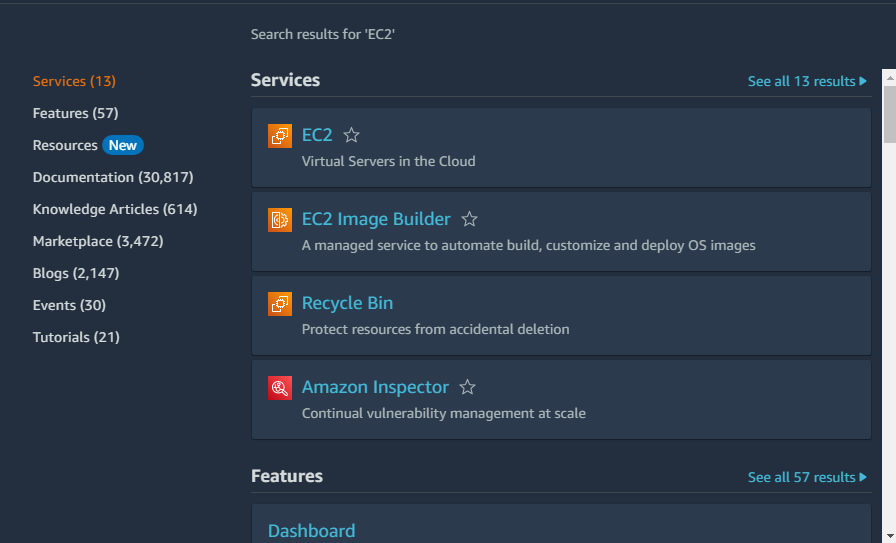 Search results for 'EC2'
Services (13)
Features (57)
Resources New
Documentation (30,817)
Knowledge Articles (614)
Marketplace (3,472)
Blogs (2,147)
Events (30)
Tutorials (21)
Services
See all 13 results
EC2
Virtual Servers in the Cloud
EC2 Image Builder
A managed service to automate build, customize and deploy OS images
Recycle Bin
Protect resources from accidental deletion
Amazon Inspector
Continual vulnerability management at scale
Features
See all 57 results
Dashboard